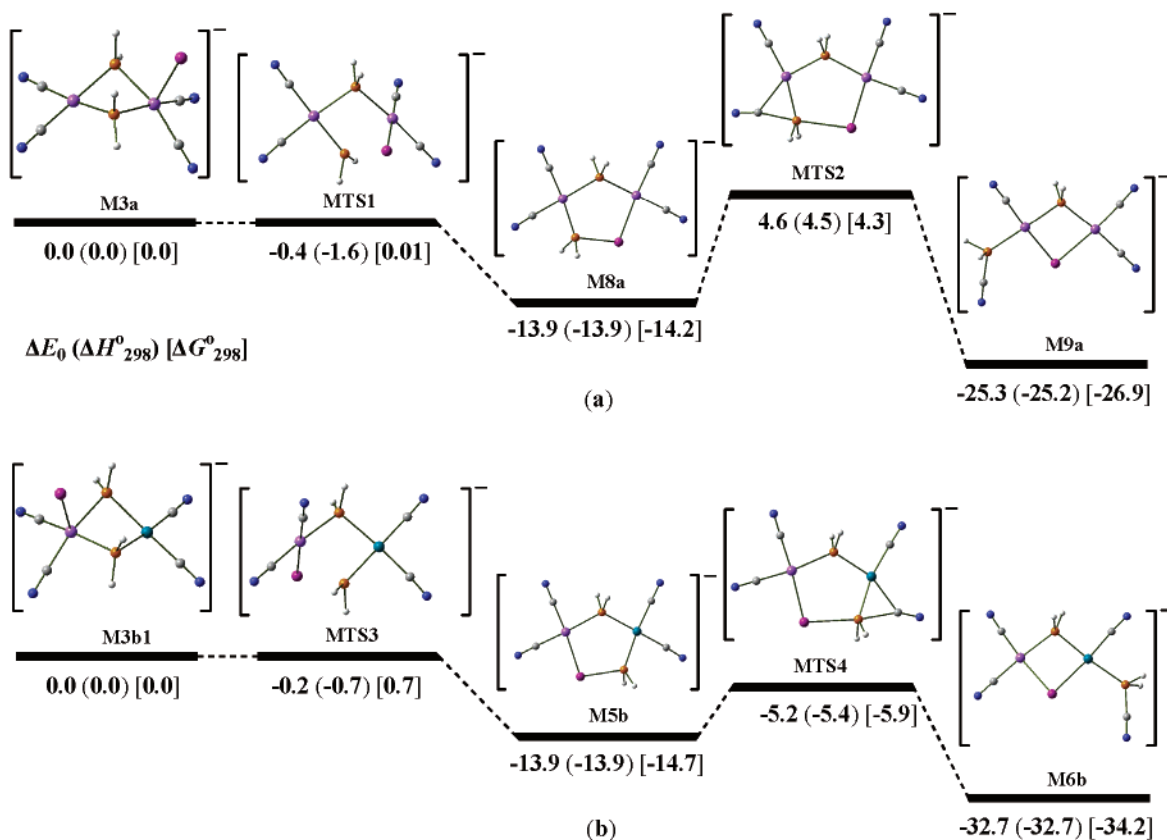 M3a
MTS1
M8a
MTS2
M9a
0.0 (0.0) [0.0]
-0.4 (-1.6) [0.01]
-13.9 (-13.9) [-14.2]
4.6 (4.5) [4.3]
-25.3 (-25.2) [-26.9]
ΔE₀ (ΔH°₂₉₈) [ΔG°₂₉₈]
(a)
M3b1
MTS3
M5b
MTS4
M6b
0.0 (0.0) [0.0]
-0.2 (-0.7) [0.7]
-13.9 (-13.9) [-14.7]
-5.2 (-5.4) [-5.9]
-32.7 (-32.7) [-34.2]
(b)